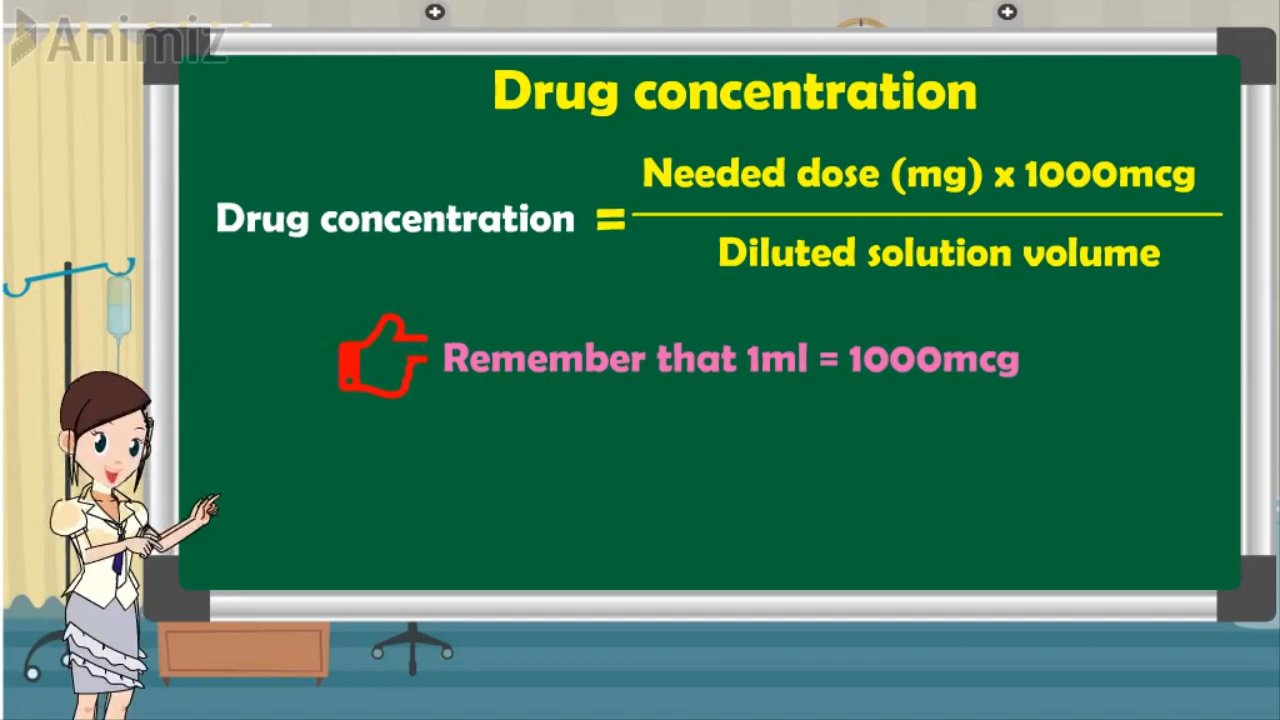 Animiz
Drug concentration
Needed dose (mg) x 1000mcg
Drug concentration =
Diluted solution volume
Remember that 1ml = 1000mcg